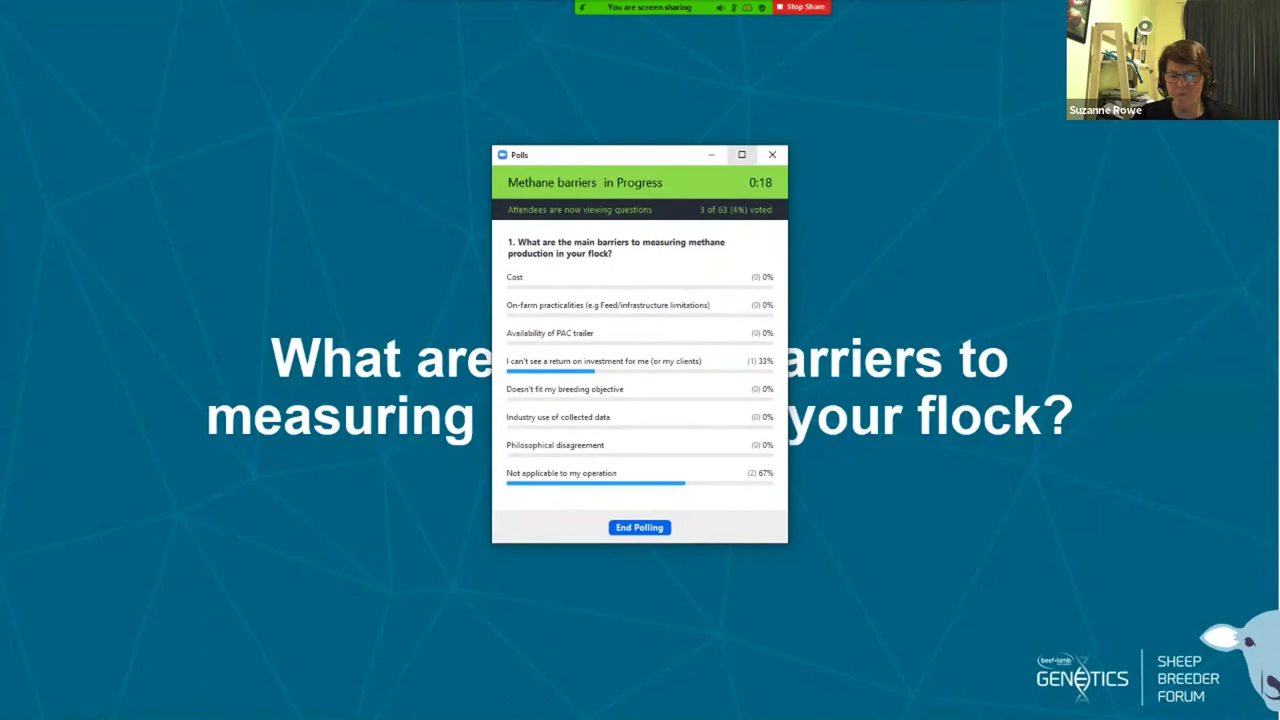 You are screen sharing
Stop Share
Suzanne Rowe
Polls
Methane barriers in Progress
0:18
Attendees are now viewing questions
3 of 63 (4%) voted
1. What are the main barriers to measuring methane
production in your flock?
Cost
(0) 0%
On-farm practicalities (e.g Feed/infrastructure limitations)
(0) 0%
Availability of PAC trailer
(0) 0%
I can't see a return on investment for me (or my clients)
(1) 33%
Doesn't fit my breeding objective
(0) 0%
Industry use of collected data
(0) 0%
Philosophical disagreement
(0) 0%
Not applicable to my operation
(2) 67%
End Polling
What are
arriers to
measuring
your flock?
beef+lamb
GENETICS
SHEEP
BREEDER
FORUM